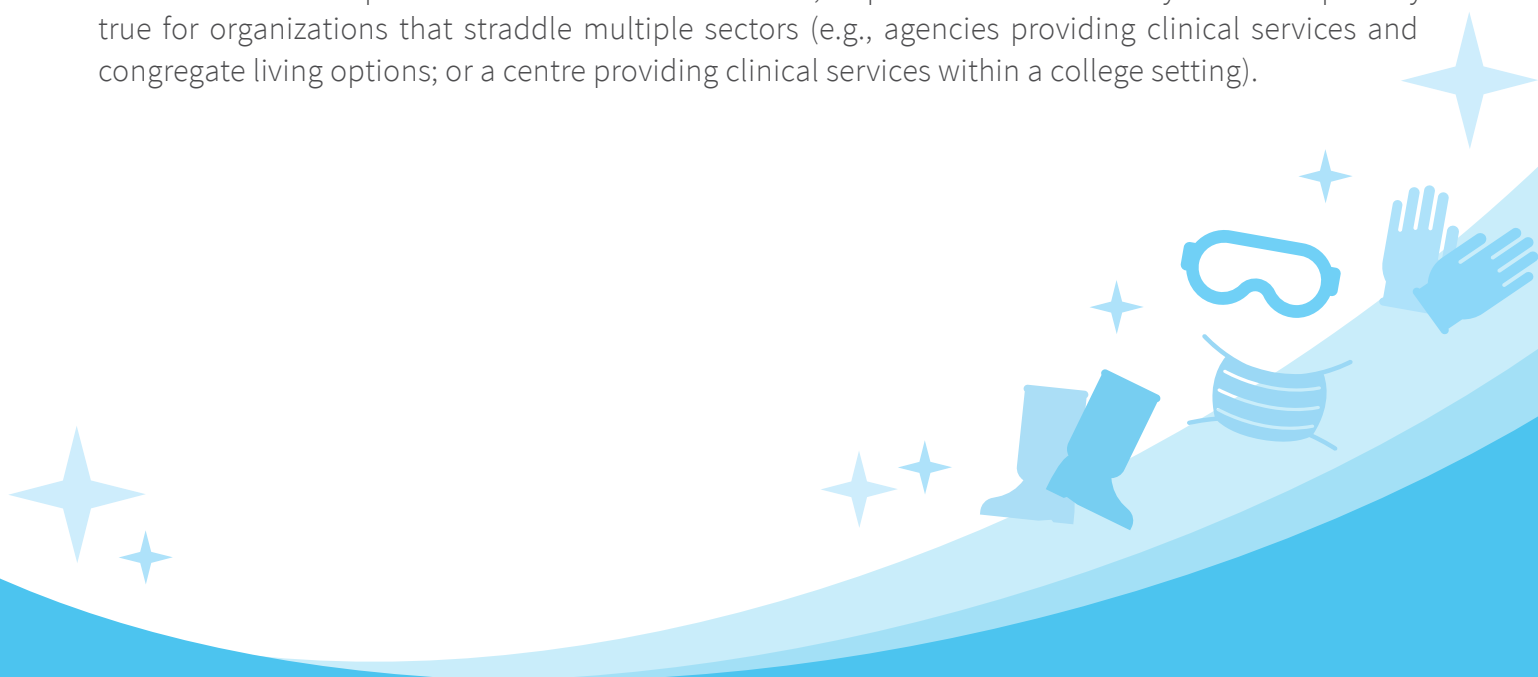 true for organizations that straddle multiple sectors (e.g., agencies providing clinical services and
congregate living options; or a centre providing clinical services within a college setting).